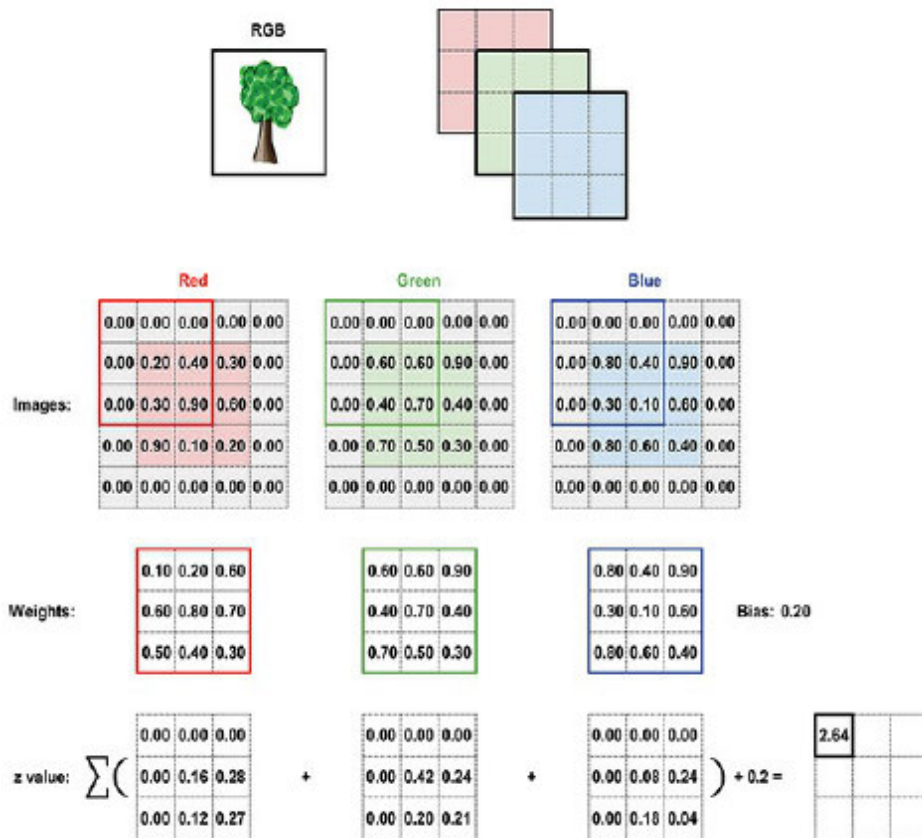 RGB
Red Green Blue
0.00 0.00 0.00 0.00 0.00 0.00 0.00 0.00 0.00 0.00 0.00 0.00 0.00 0.00 0.00
0.00 0.20 0.40 0.30 0.00 0.00 0.60 0.60 0.90 0.00 0.00 0.80 0.40 0.90 0.00
Images: 0.00 0.30 0.90 0.60 0.00 0.00 0.40 0.70 0.40 0.00 0.00 0.30 0.10 0.60 0.00
0.00 0.90 0.10 0.20 0.00 0.00 0.70 0.50 0.30 0.00 0.00 0.80 0.60 0.40 0.00
0.00 0.00 0.00 0.00 0.00 0.00 0.00 0.00 0.00 0.00 0.00 0.00 0.00 0.00 0.00
0.10 0.20 0.60 0.60 0.60 0.90 0.80 0.40 0.90
Weights: 0.60 0.80 0.70 0.40 0.70 0.40 0.30 0.10 0.60 Bias: 0.20
0.50 0.40 0.30 0.70 0.50 0.30 0.80 0.60 0.40
0.00 0.00 0.00 0.00 0.00 0.00 0.00 0.00 0.00 2.64
z value: ∑( 0.00 0.16 0.28 + 0.00 0.42 0.24 + 0.00 0.08 0.24 ) + 0.2 =
0.00 0.12 0.27 0.00 0.20 0.21 0.00 0.18 0.04